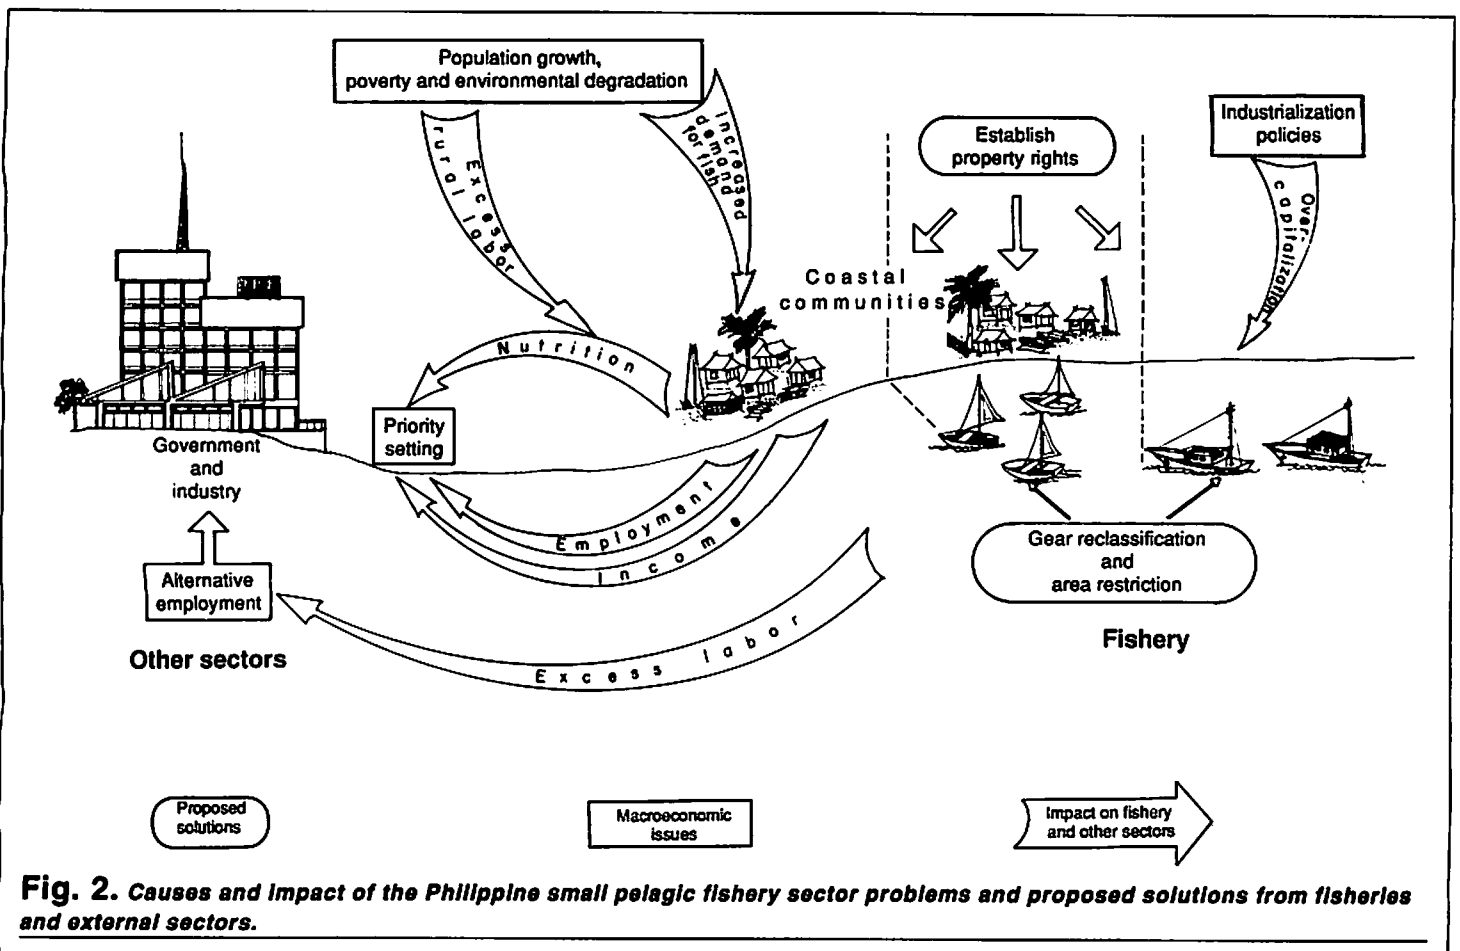 Population growth,
poverty and environmental degradation
Excess
rural labor
Increased
demand
for fishd
Establish
property rights
Industrialization
policies
Over-
capitalization
Coastal
communities
Nutrition
Priority
setting
Government
and
industry
Employment
Income
Alternative
employment
Gear reclassification
and
area restriction
Other sectors
Fishery
Excess labor
Proposed
solutions
Macroeconomic
issues
Impact on fishery
and other sectors
Fig. 2. Causes and impact of the Philippine small pelagic fishery sector problems and proposed solutions from fisheries
and external sectors.